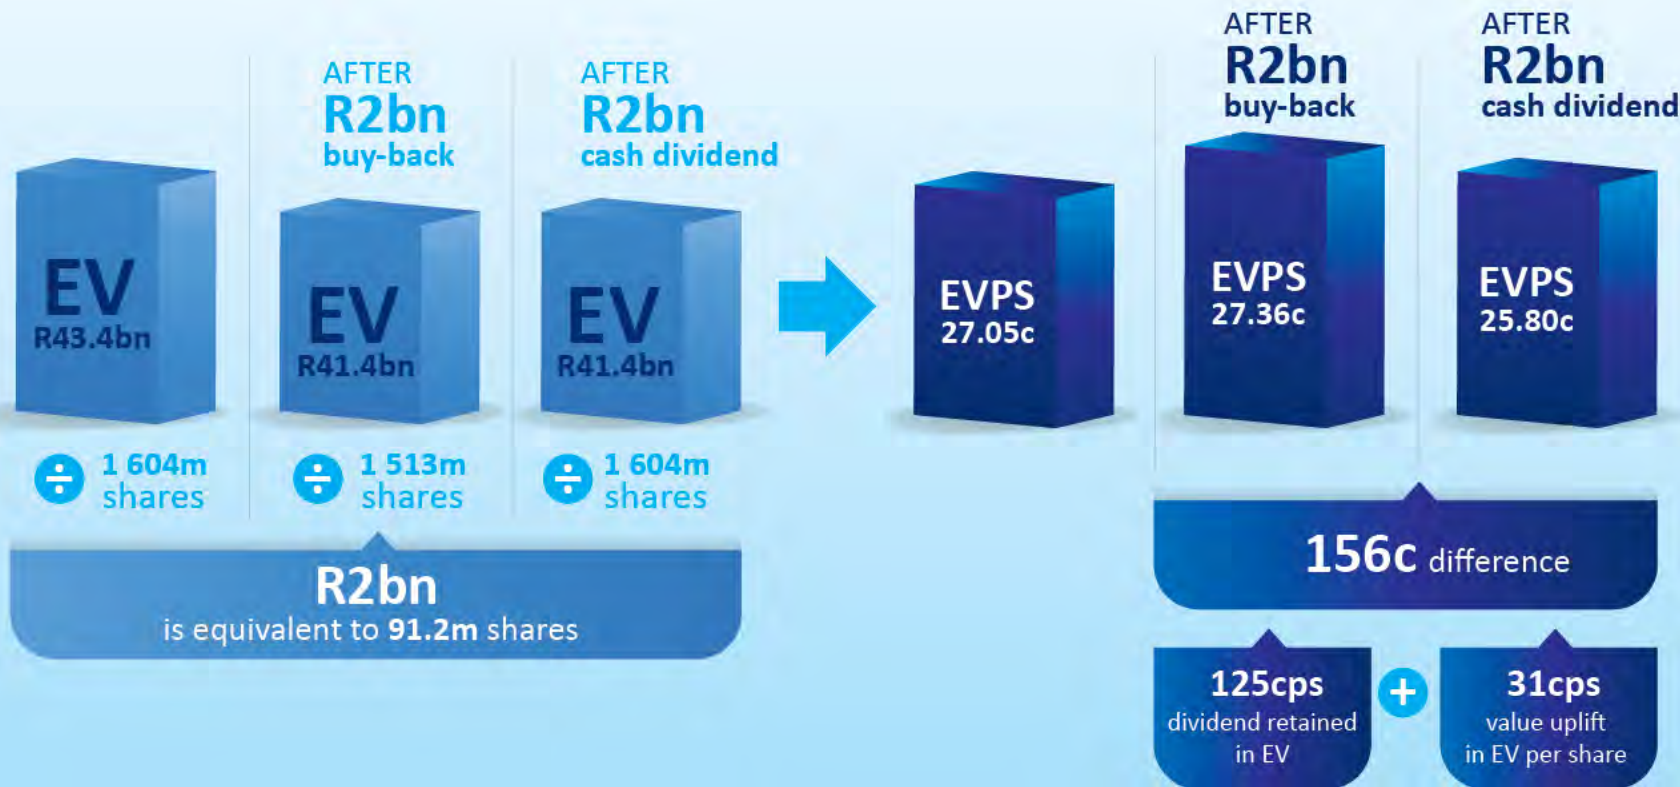 AFTER
R2bn
buy-back
AFTER
R2bn
cash dividend
EV
R43.4bn
EV
R41.4bn
EV
R41.4bn
÷ 1 604m
shares
÷ 1 513m
shares
÷ 1 604m
shares
R2bn
is equivalent to 91.2m shares
AFTER
R2bn
buy-back
AFTER
R2bn
cash dividend
EVPS
27.05c
EVPS
27.36c
EVPS
25.80c
156c difference
125cps
dividend retained
in EV
+
31cps
value uplift
in EV per share